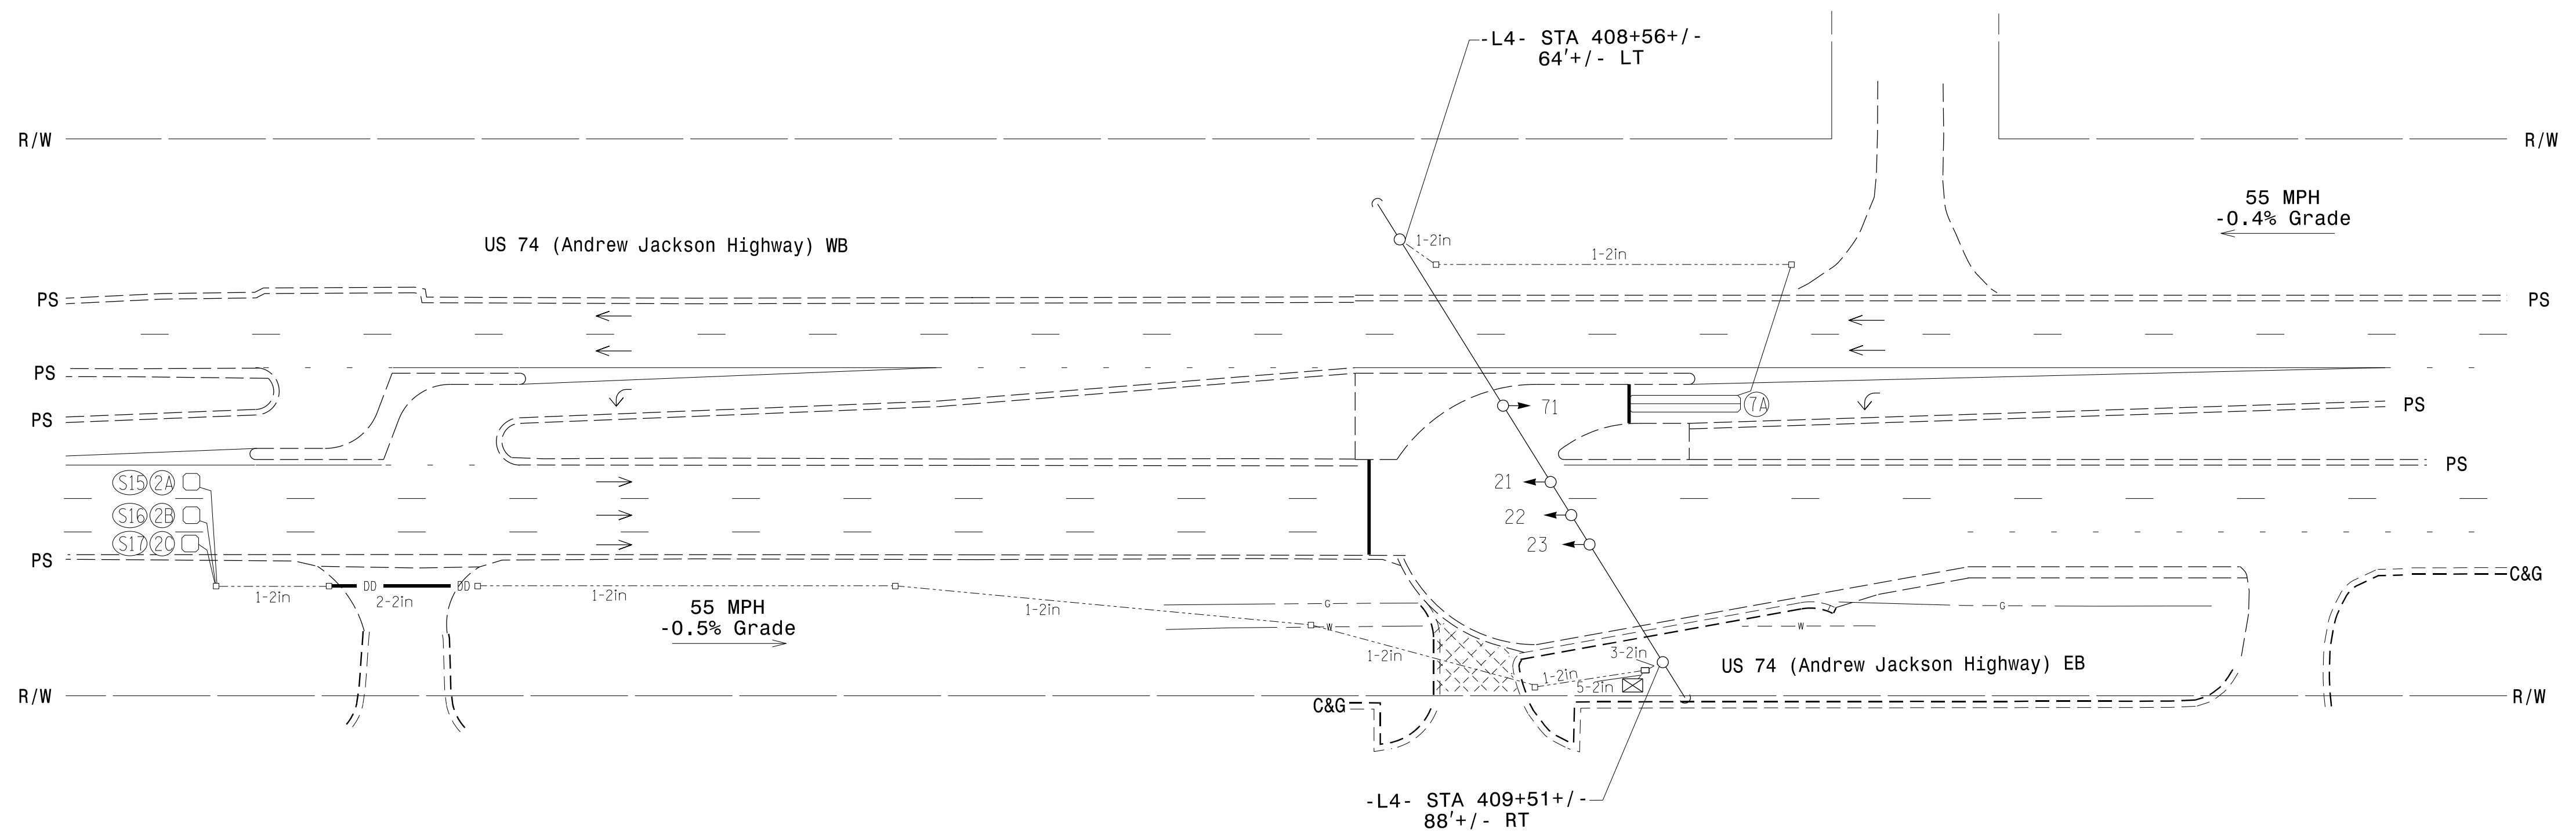 -L4- STA 408+56+/-
64'+/- LT
R/W
R/W
55 MPH
-0.4% Grade
US 74 (Andrew Jackson Highway) WB
1-2in
1-2in
PS
PS
PS
71
7A
PS
PS
PS
S15 2A
21
S16 2B
22
S17 2C
23
PS
C&G
DD
DD
1-2in
2-2in
1-2in
1-2in
55 MPH
-0.5% Grade
G
W
G
W
1-2in
3-2in
1-2in
5-2in
US 74 (Andrew Jackson Highway) EB
R/W
R/W
C&G
-L4- STA 409+51+/-
88'+/- RT